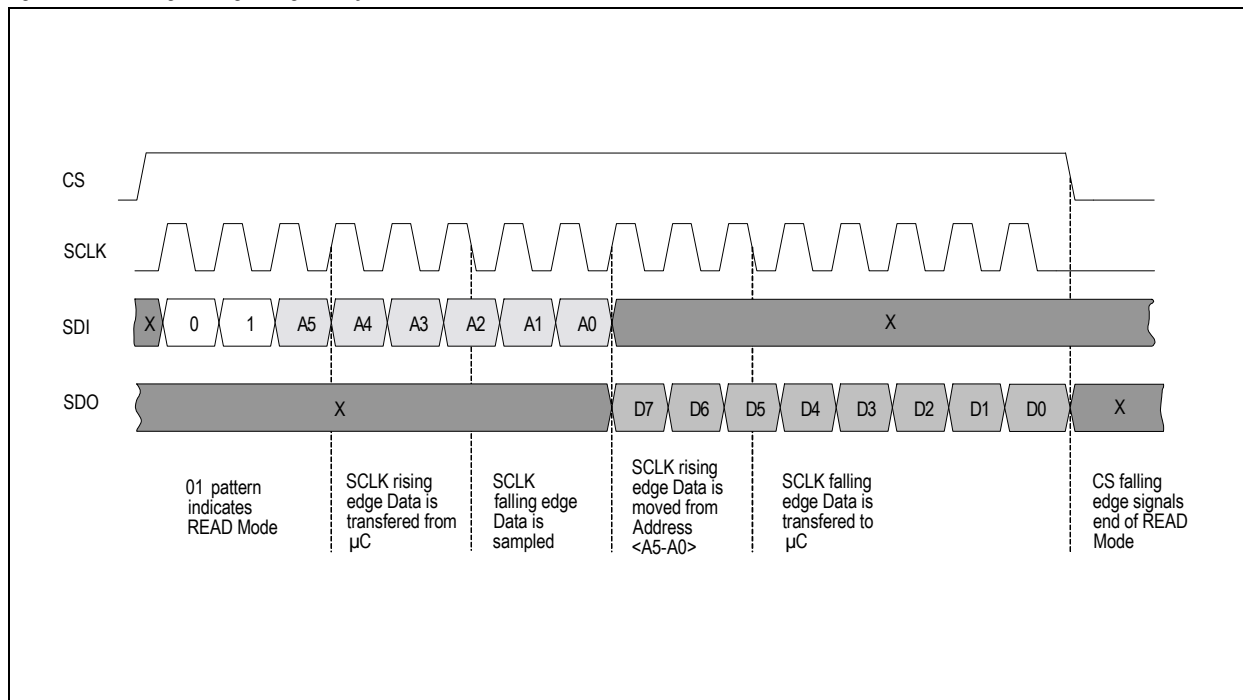 CS
SCLK
SDI
X 0 1 A5 A4 A3 A2 A1 A0 X
SDO
X D7 D6 D5 D4 D3 D2 D1 D0 X
01 pattern
indicates
READ Mode
SCLK rising
edge Data is
transfered from
µC
SCLK
falling edge
Data is
sampled
SCLK rising
edge Data is
moved from
Address
<A5-A0>
SCLK falling
edge Data is
transfered to
µC
CS falling
edge signals
end of READ
Mode